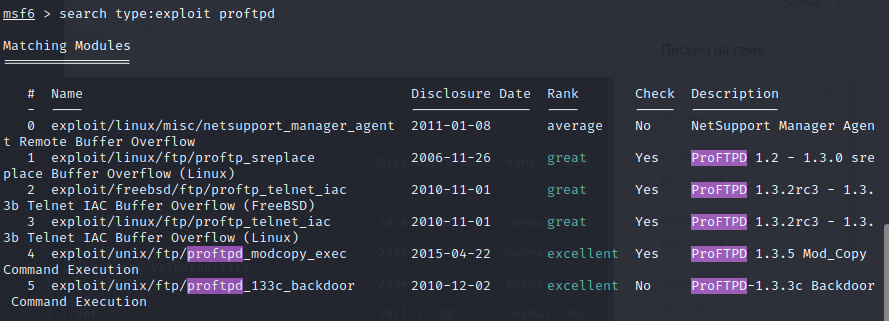 msf6 > search type:exploit proftpd
Matching Modules
================
# Name Disclosure Date Rank Check Description
- ---- --------------- ---- ----- -----------
0 exploit/linux/misc/netsupport_manager_agent 2011-01-08 average No NetSupport Manager Agen
t Remote Buffer Overflow
1 exploit/linux/ftp/proftp_sreplace 2006-11-26 great Yes ProFTPD 1.2 - 1.3.0 sre
place Buffer Overflow (Linux)
2 exploit/freebsd/ftp/proftp_telnet_iac 2010-11-01 great Yes ProFTPD 1.3.2rc3 - 1.3.
3b Telnet IAC Buffer Overflow (FreeBSD)
3 exploit/linux/ftp/proftp_telnet_iac 2010-11-01 great Yes ProFTPD 1.3.2rc3 - 1.3.
3b Telnet IAC Buffer Overflow (Linux)
4 exploit/unix/ftp/proftpd_modcopy_exec 2015-04-22 excellent Yes ProFTPD 1.3.5 Mod_Copy
Command Execution
5 exploit/unix/ftp/proftpd_133c_backdoor 2010-12-02 excellent No ProFTPD-1.3.3c Backdoor
Command Execution